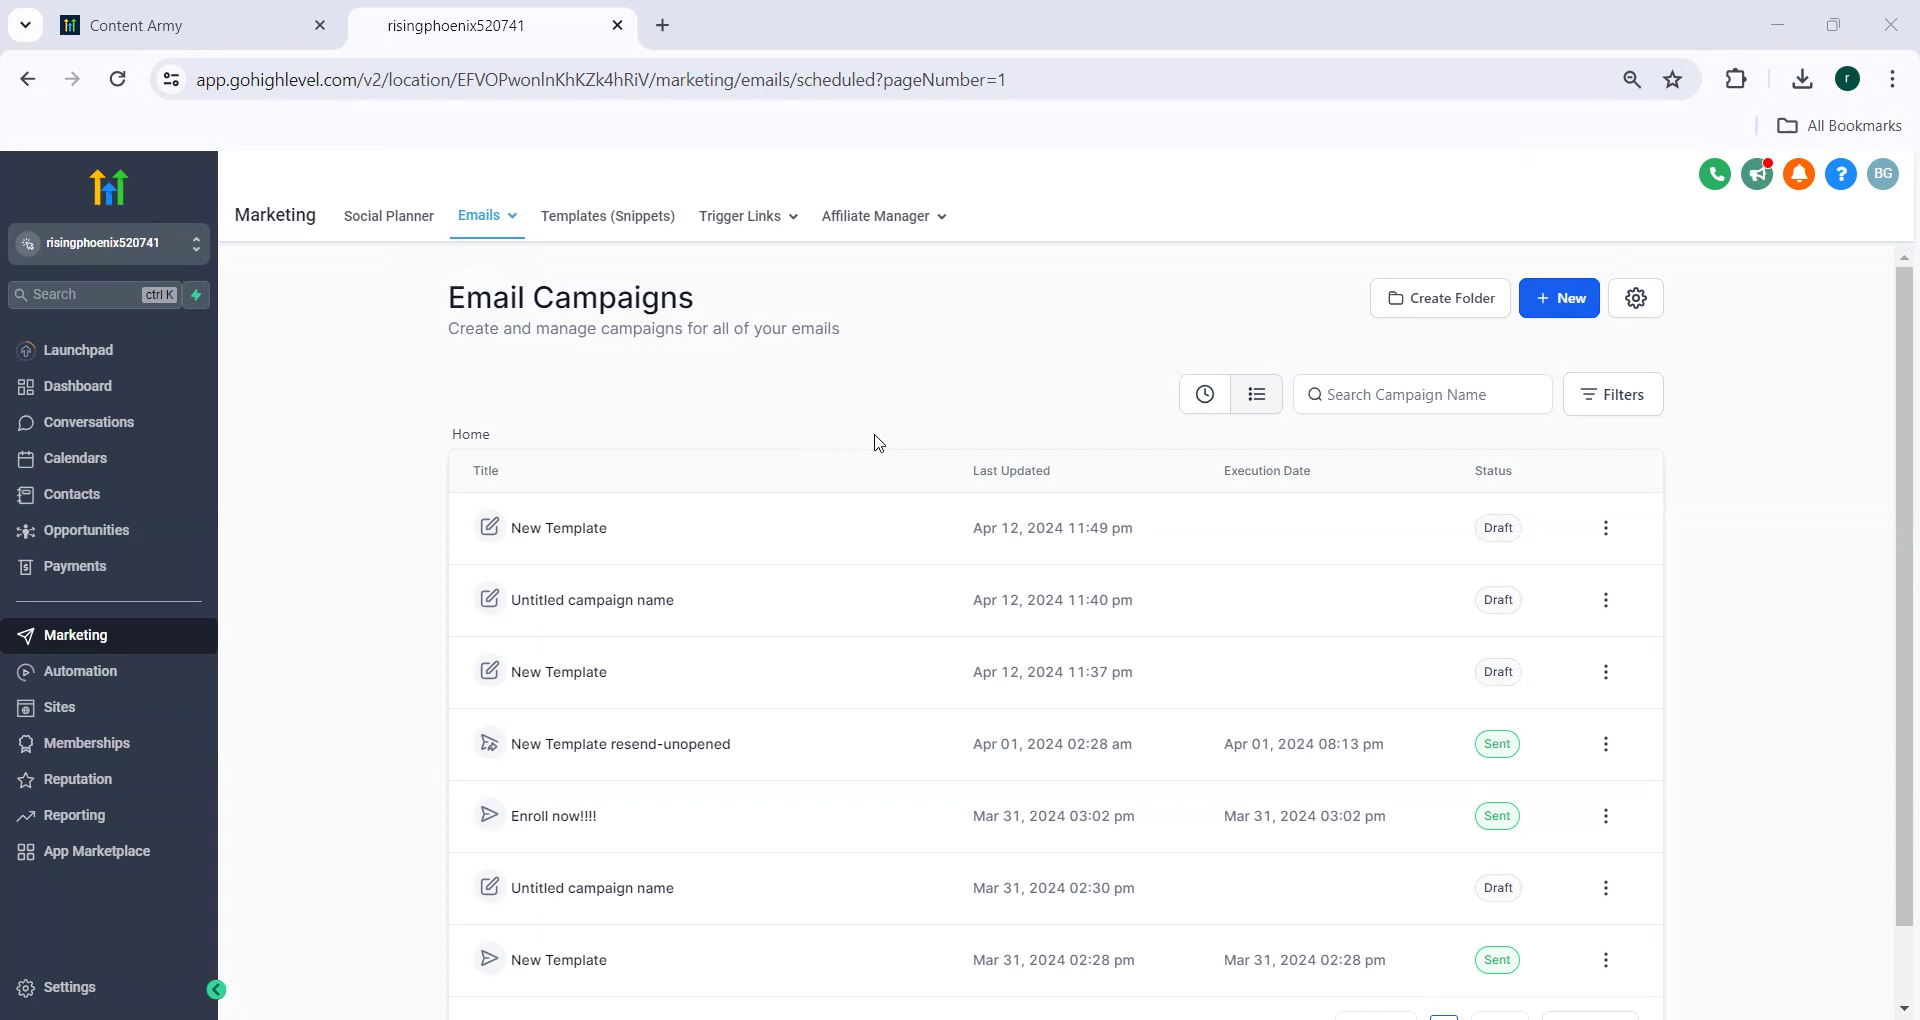 Content Army
risingphoenix520741
app.gohighlevel.com/v2/location/EFVOPwonlnKhKZk4hRiV/marketing/emails/scheduled?pageNumber=1
r
All Bookmarks
BG
Marketing
Social Planner
Emails
Templates (Snippets)
Trigger Links
Affiliate Manager
risingphoenix520741
Search
ctrl K
Launchpad
Dashboard
Conversations
Calendars
Contacts
Opportunities
Payments
Marketing
Automation
Sites
Memberships
Reputation
Reporting
App Marketplace
Settings
Email Campaigns
Create and manage campaigns for all of your emails
Create Folder
+ New
Search Campaign Name
Filters
Home
Title Last Updated Execution Date Status
New Template Apr 12, 2024 11:49 pm Draft
Untitled campaign name Apr 12, 2024 11:40 pm Draft
New Template Apr 12, 2024 11:37 pm Draft
New Template resend-unopened Apr 01, 2024 02:28 am Apr 01, 2024 08:13 pm Sent
Enroll now!!!! Mar 31, 2024 03:02 pm Mar 31, 2024 03:02 pm Sent
Untitled campaign name Mar 31, 2024 02:30 pm Draft
New Template Mar 31, 2024 02:28 pm Mar 31, 2024 02:28 pm Sent